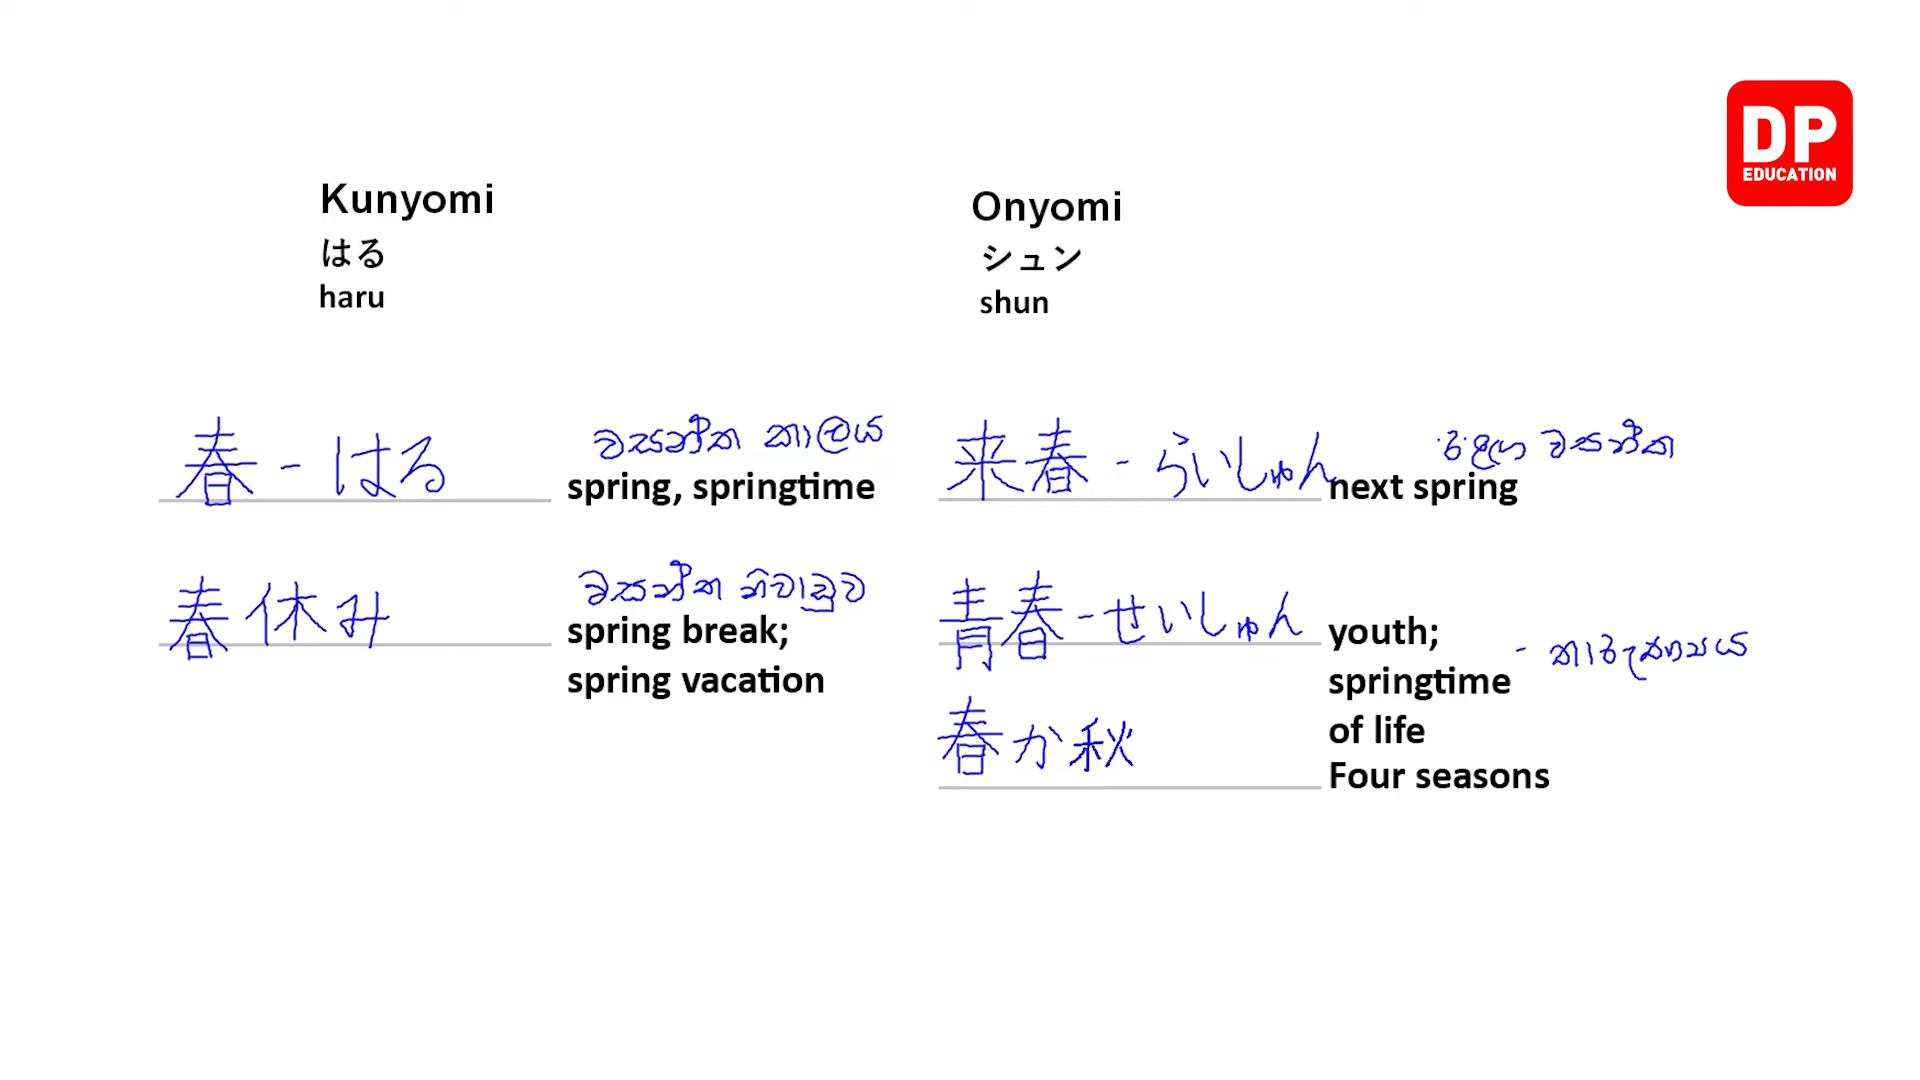 DP
EDUCATION
Kunyomi
はる
haru
春 - はる
වසන්ත කාලය
spring, springtime
春休み
වසන්ත නිවාඩුව
spring break;
spring vacation
Onyomi
シュン
shun
来春 - らいしゅん
ඊළඟ වසන්ත
next spring
青春 - せいしゅん
youth;
springtime
- තාරුණ්‍යය
of life
春か秋
Four seasons